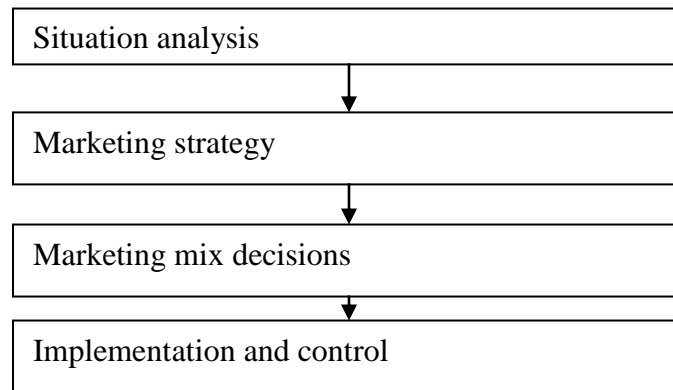 Situation analysis
Marketing strategy
Marketing mix decisions
Implementation and control